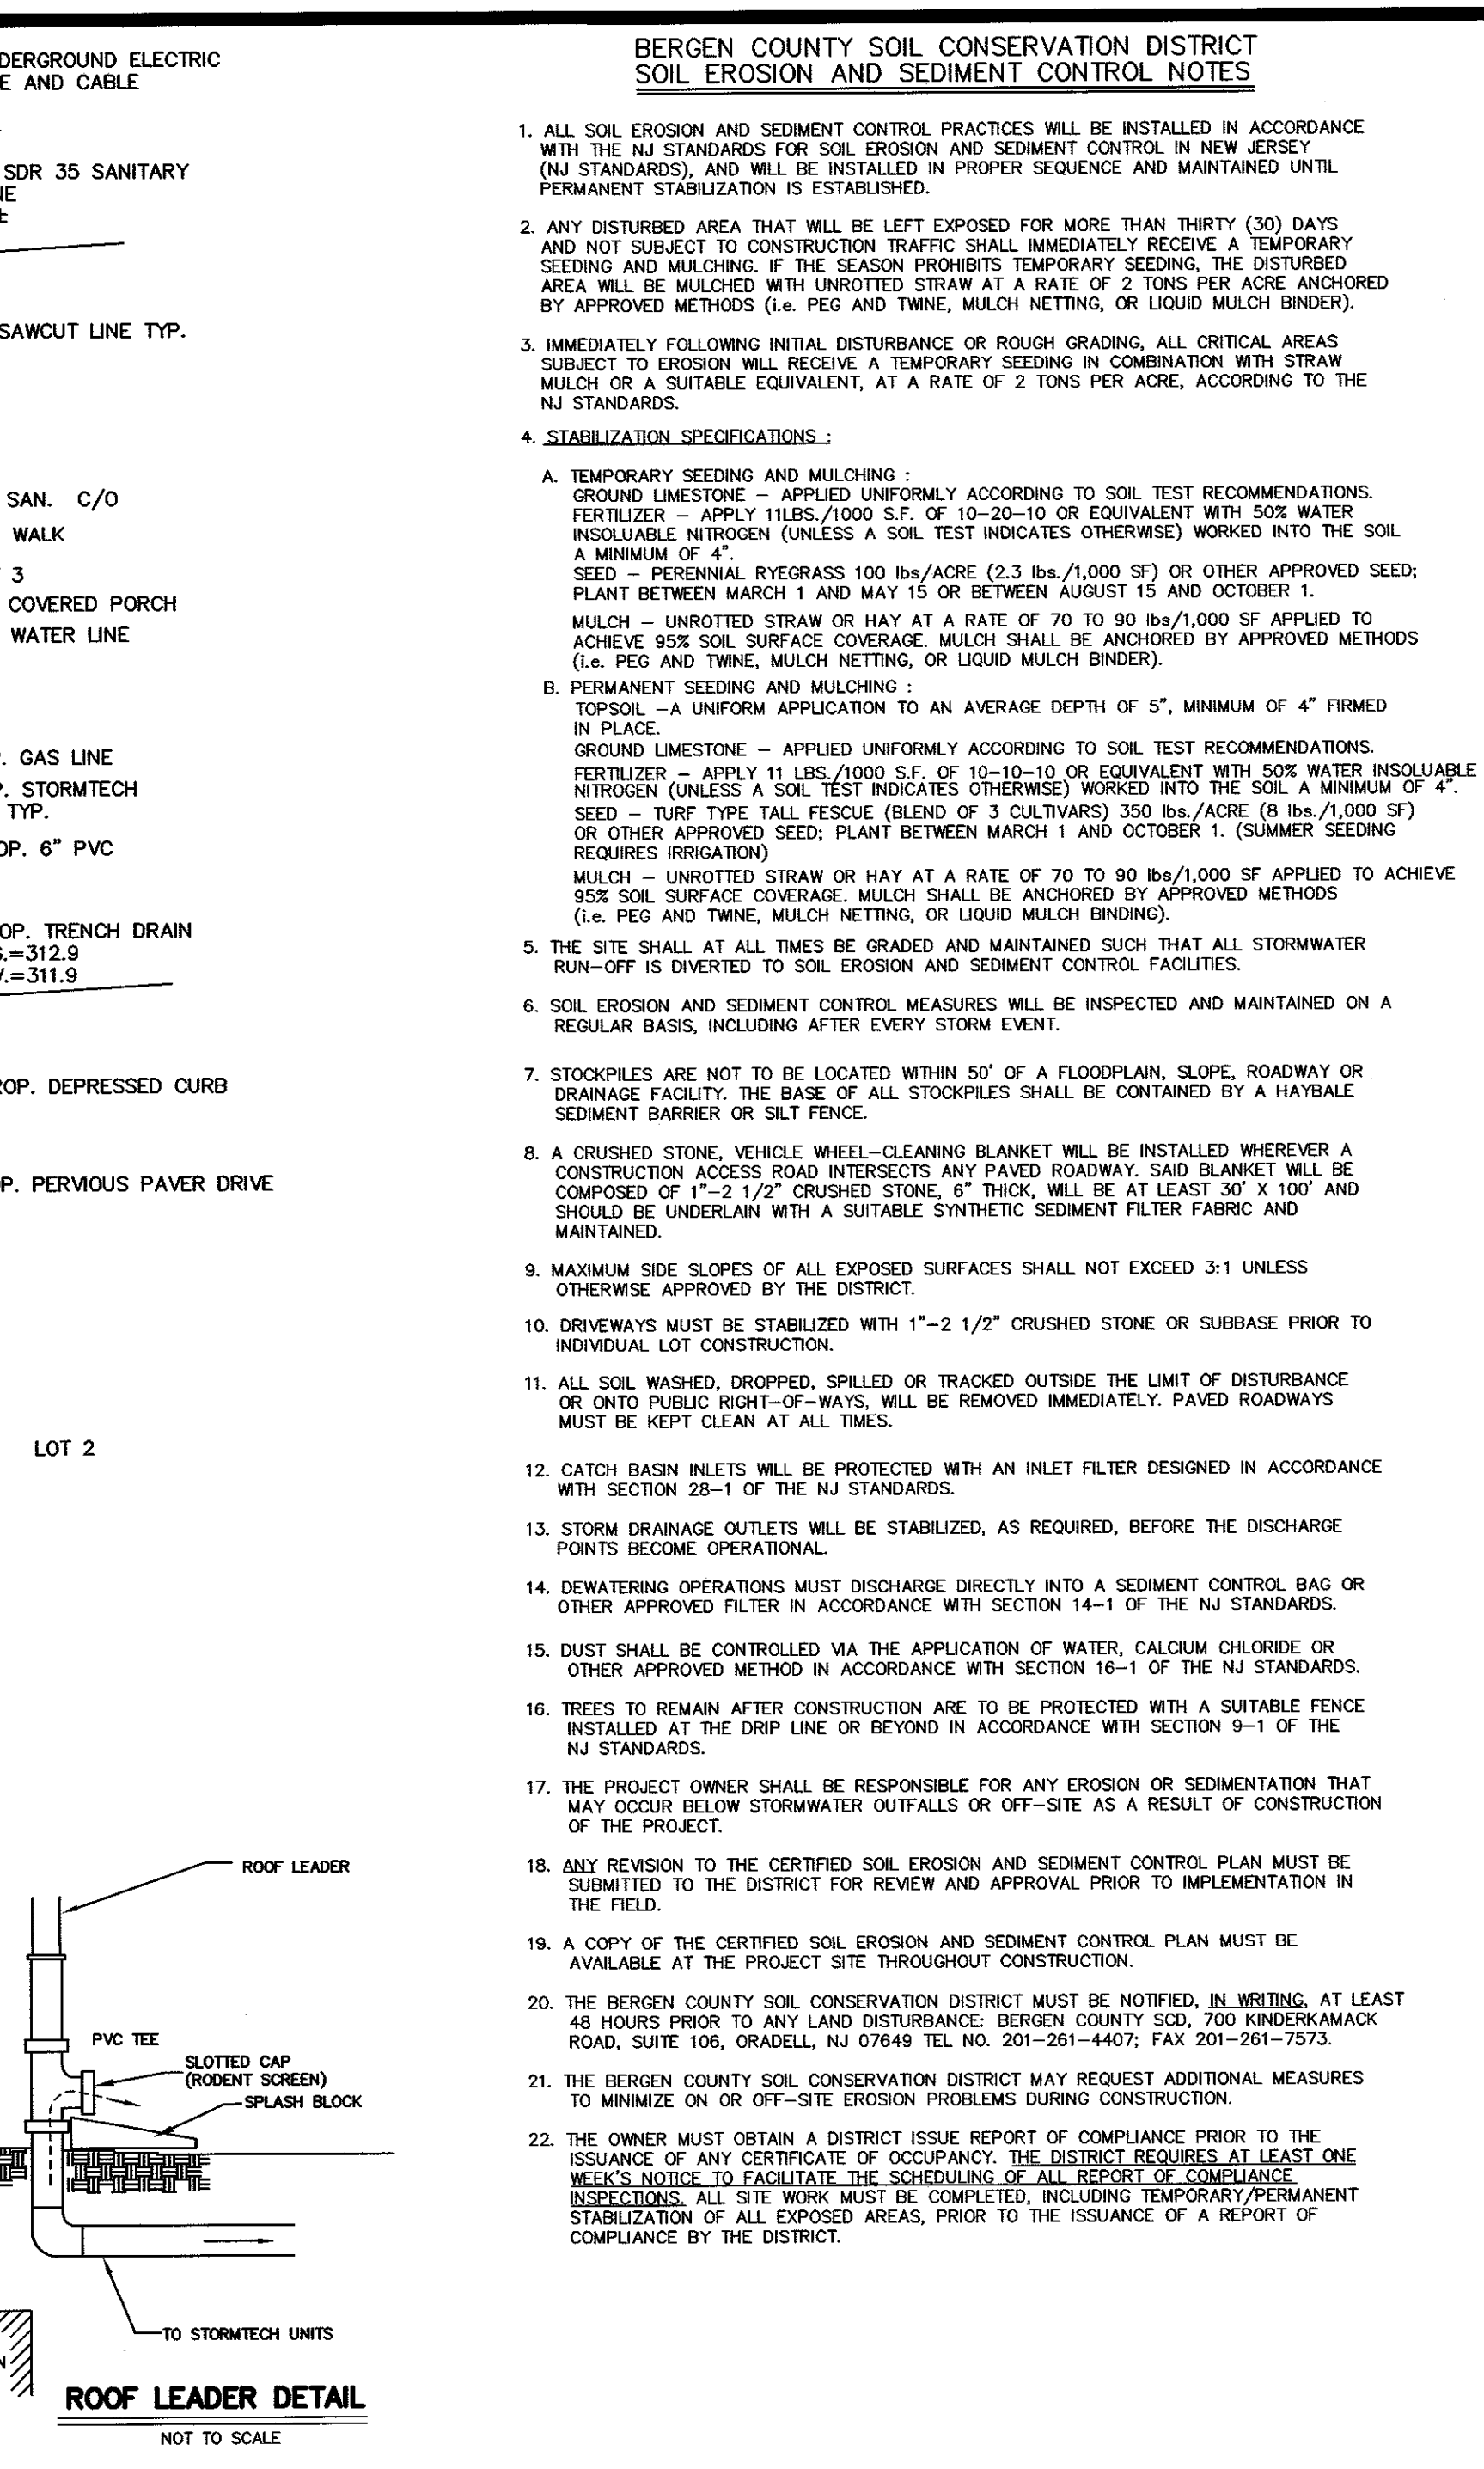 DERGROUND ELECTRIC
E AND CABLE
SDR 35 SANITARY
SAWCUT LINE TYP.
SAN. C/O
WALK
3
COVERED PORCH
WATER LINE
. GAS LINE
. STORMTECH
TYP.
OP. 6" PVC
OP. TRENCH DRAIN
.=312.9
.=311.9
ROP. DEPRESSED CURB
P. PERVIOUS PAVER DRIVE
LOT 2
ROOF LEADER
PVC TEE
SLOTTED CAP
(RODENT SCREEN)
SPLASH BLOCK
TO STORMTECH UNITS
N
ROOF LEADER DETAIL
NOT TO SCALE
BERGEN COUNTY SOIL CONSERVATION DISTRICT
SOIL EROSION AND SEDIMENT CONTROL NOTES
1. ALL SOIL EROSION AND SEDIMENT CONTROL PRACTICES WILL BE INSTALLED IN ACCORDANCE
WITH THE NJ STANDARDS FOR SOIL EROSION AND SEDIMENT CONTROL IN NEW JERSEY
(NJ STANDARDS), AND WILL BE INSTALLED IN PROPER SEQUENCE AND MAINTAINED UNTIL
PERMANENT STABILIZATION IS ESTABLISHED.
2. ANY DISTURBED AREA THAT WILL BE LEFT EXPOSED FOR MORE THAN THIRTY (30) DAYS
AND NOT SUBJECT TO CONSTRUCTION TRAFFIC SHALL IMMEDIATELY RECEIVE A TEMPORARY
SEEDING AND MULCHING. IF THE SEASON PROHIBITS TEMPORARY SEEDING, THE DISTURBED
AREA WILL BE MULCHED WITH UNROTTED STRAW AT A RATE OF 2 TONS PER ACRE ANCHORED
BY APPROVED METHODS (i.e. PEG AND TWINE, MULCH NETTING, OR LIQUID MULCH BINDER).
3. IMMEDIATELY FOLLOWING INITIAL DISTURBANCE OR ROUGH GRADING, ALL CRITICAL AREAS
SUBJECT TO EROSION WILL RECEIVE A TEMPORARY SEEDING IN COMBINATION WITH STRAW
MULCH OR A SUITABLE EQUIVALENT, AT A RATE OF 2 TONS PER ACRE, ACCORDING TO THE
NJ STANDARDS.
4. STABILIZATION SPECIFICATIONS :
A. TEMPORARY SEEDING AND MULCHING :
GROUND LIMESTONE – APPLIED UNIFORMLY ACCORDING TO SOIL TEST RECOMMENDATIONS.
FERTILIZER – APPLY 11LBS./1000 S.F. OF 10-20-10 OR EQUIVALENT WITH 50% WATER
INSOLUABLE NITROGEN (UNLESS A SOIL TEST INDICATES OTHERWISE) WORKED INTO THE SOIL
A MINIMUM OF 4".
SEED – PERENNIAL RYEGRASS 100 lbs/ACRE (2.3 lbs./1,000 SF) OR OTHER APPROVED SEED;
PLANT BETWEEN MARCH 1 AND MAY 15 OR BETWEEN AUGUST 15 AND OCTOBER 1.
MULCH – UNROTTED STRAW OR HAY AT A RATE OF 70 TO 90 lbs/1,000 SF APPLIED TO
ACHIEVE 95% SOIL SURFACE COVERAGE. MULCH SHALL BE ANCHORED BY APPROVED METHODS
(i.e. PEG AND TWINE, MULCH NETTING, OR LIQUID MULCH BINDER).
B. PERMANENT SEEDING AND MULCHING :
TOPSOIL –A UNIFORM APPLICATION TO AN AVERAGE DEPTH OF 5", MINIMUM OF 4" FIRMED
IN PLACE.
GROUND LIMESTONE – APPLIED UNIFORMLY ACCORDING TO SOIL TEST RECOMMENDATIONS.
FERTILIZER – APPLY 11 LBS./1000 S.F. OF 10-10-10 OR EQUIVALENT WITH 50% WATER INSOLUABLE
NITROGEN (UNLESS A SOIL TEST INDICATES OTHERWISE) WORKED INTO THE SOIL A MINIMUM OF 4".
SEED – TURF TYPE TALL FESCUE (BLEND OF 3 CULTIVARS) 350 lbs./ACRE (8 lbs./1,000 SF)
OR OTHER APPROVED SEED; PLANT BETWEEN MARCH 1 AND OCTOBER 1. (SUMMER SEEDING
REQUIRES IRRIGATION)
MULCH – UNROTTED STRAW OR HAY AT A RATE OF 70 TO 90 lbs/1,000 SF APPLIED TO ACHIEVE
95% SOIL SURFACE COVERAGE. MULCH SHALL BE ANCHORED BY APPROVED METHODS
(i.e. PEG AND TWINE, MULCH NETTING, OR LIQUID MULCH BINDING).
5. THE SITE SHALL AT ALL TIMES BE GRADED AND MAINTAINED SUCH THAT ALL STORMWATER
RUN-OFF IS DIVERTED TO SOIL EROSION AND SEDIMENT CONTROL FACILITIES.
6. SOIL EROSION AND SEDIMENT CONTROL MEASURES WILL BE INSPECTED AND MAINTAINED ON A
REGULAR BASIS, INCLUDING AFTER EVERY STORM EVENT.
7. STOCKPILES ARE NOT TO BE LOCATED WITHIN 50' OF A FLOODPLAIN, SLOPE, ROADWAY OR
DRAINAGE FACILITY. THE BASE OF ALL STOCKPILES SHALL BE CONTAINED BY A HAYBALE
SEDIMENT BARRIER OR SILT FENCE.
8. A CRUSHED STONE, VEHICLE WHEEL-CLEANING BLANKET WILL BE INSTALLED WHEREVER A
CONSTRUCTION ACCESS ROAD INTERSECTS ANY PAVED ROADWAY. SAID BLANKET WILL BE
COMPOSED OF 1"-2 1/2" CRUSHED STONE, 6" THICK, WILL BE AT LEAST 30' X 100' AND
SHOULD BE UNDERLAIN WITH A SUITABLE SYNTHETIC SEDIMENT FILTER FABRIC AND
MAINTAINED.
9. MAXIMUM SIDE SLOPES OF ALL EXPOSED SURFACES SHALL NOT EXCEED 3:1 UNLESS
OTHERWISE APPROVED BY THE DISTRICT.
10. DRIVEWAYS MUST BE STABILIZED WITH 1"-2 1/2" CRUSHED STONE OR SUBBASE PRIOR TO
INDIVIDUAL LOT CONSTRUCTION.
11. ALL SOIL WASHED, DROPPED, SPILLED OR TRACKED OUTSIDE THE LIMIT OF DISTURBANCE
OR ONTO PUBLIC RIGHT-OF-WAYS, WILL BE REMOVED IMMEDIATELY. PAVED ROADWAYS
MUST BE KEPT CLEAN AT ALL TIMES.
12. CATCH BASIN INLETS WILL BE PROTECTED WITH AN INLET FILTER DESIGNED IN ACCORDANCE
WITH SECTION 28-1 OF THE NJ STANDARDS.
13. STORM DRAINAGE OUTLETS WILL BE STABILIZED, AS REQUIRED, BEFORE THE DISCHARGE
POINTS BECOME OPERATIONAL.
14. DEWATERING OPERATIONS MUST DISCHARGE DIRECTLY INTO A SEDIMENT CONTROL BAG OR
OTHER APPROVED FILTER IN ACCORDANCE WITH SECTION 14-1 OF THE NJ STANDARDS.
15. DUST SHALL BE CONTROLLED VIA THE APPLICATION OF WATER, CALCIUM CHLORIDE OR
OTHER APPROVED METHOD IN ACCORDANCE WITH SECTION 16-1 OF THE NJ STANDARDS.
16. TREES TO REMAIN AFTER CONSTRUCTION ARE TO BE PROTECTED WITH A SUITABLE FENCE
INSTALLED AT THE DRIP LINE OR BEYOND IN ACCORDANCE WITH SECTION 9-1 OF THE
NJ STANDARDS.
17. THE PROJECT OWNER SHALL BE RESPONSIBLE FOR ANY EROSION OR SEDIMENTATION THAT
MAY OCCUR BELOW STORMWATER OUTFALLS OR OFF-SITE AS A RESULT OF CONSTRUCTION
OF THE PROJECT.
18. ANY REVISION TO THE CERTIFIED SOIL EROSION AND SEDIMENT CONTROL PLAN MUST BE
SUBMITTED TO THE DISTRICT FOR REVIEW AND APPROVAL PRIOR TO IMPLEMENTATION IN
THE FIELD.
19. A COPY OF THE CERTIFIED SOIL EROSION AND SEDIMENT CONTROL PLAN MUST BE
AVAILABLE AT THE PROJECT SITE THROUGHOUT CONSTRUCTION.
20. THE BERGEN COUNTY SOIL CONSERVATION DISTRICT MUST BE NOTIFIED, IN WRITING, AT LEAST
48 HOURS PRIOR TO ANY LAND DISTURBANCE: BERGEN COUNTY SCD, 700 KINDERKAMACK
ROAD, SUITE 106, ORADELL, NJ 07649 TEL NO. 201-261-4407; FAX 201-261-7573.
21. THE BERGEN COUNTY SOIL CONSERVATION DISTRICT MAY REQUEST ADDITIONAL MEASURES
TO MINIMIZE ON OR OFF-SITE EROSION PROBLEMS DURING CONSTRUCTION.
22. THE OWNER MUST OBTAIN A DISTRICT ISSUE REPORT OF COMPLIANCE PRIOR TO THE
ISSUANCE OF ANY CERTIFICATE OF OCCUPANCY. THE DISTRICT REQUIRES AT LEAST ONE
WEEK'S NOTICE TO FACILITATE THE SCHEDULING OF ALL REPORT OF COMPLIANCE
INSPECTIONS. ALL SITE WORK MUST BE COMPLETED, INCLUDING TEMPORARY/PERMANENT
STABILIZATION OF ALL EXPOSED AREAS, PRIOR TO THE ISSUANCE OF A REPORT OF
COMPLIANCE BY THE DISTRICT.